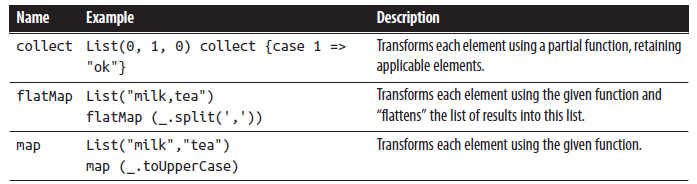 Name Example Description
collect List(0, 1, 0) collect {case 1 => Transforms each element using a partial function, retaining
"ok"} applicable elements.
flatMap List("milk,tea") Transforms each element using the given function and
flatMap (_.split(',')) “flattens” the list of results into this list.
map List("milk","tea") Transforms each element using the given function.
map (_.toUpperCase)